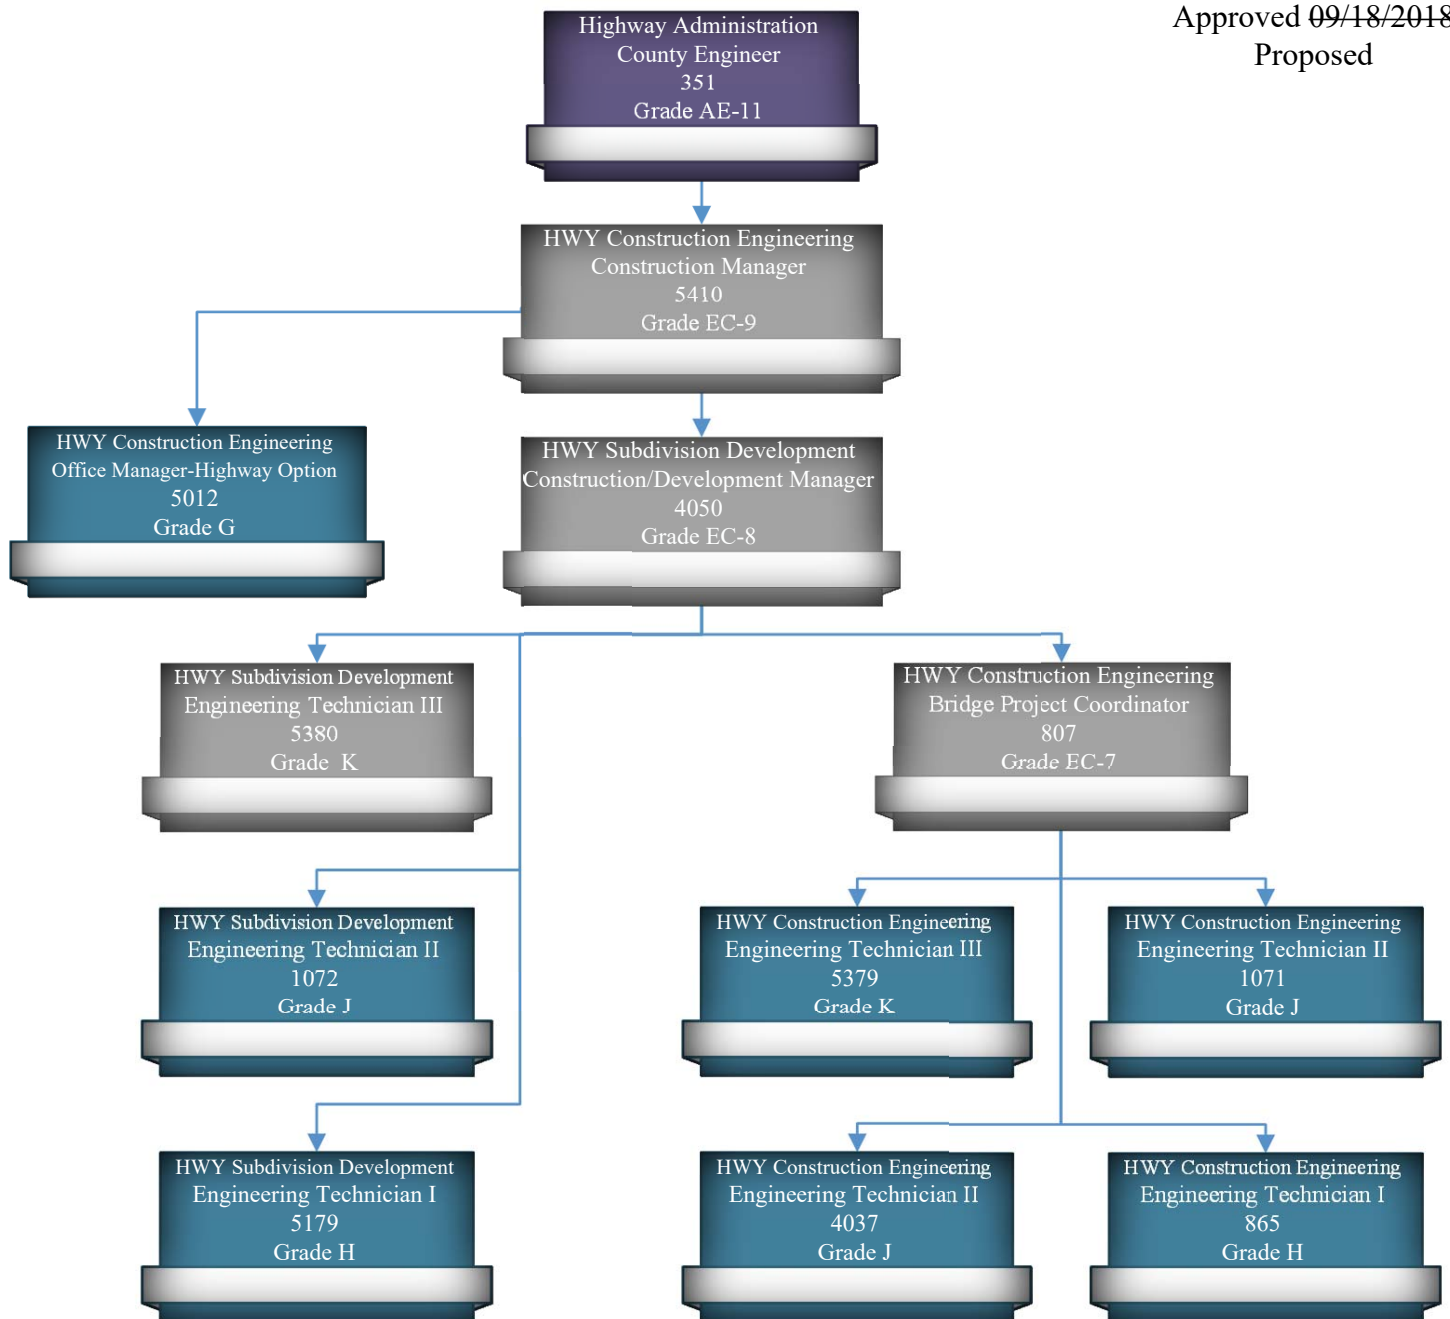 Approved 09/18/2018
Proposed
Highway Administration
County Engineer
351
Grade AE-11
HWY Construction Engineering
Construction Manager
5410
Grade EC-9
HWY Construction Engineering
Office Manager-Highway Option
5012
Grade G
HWY Subdivision Development
Construction/Development Manager
4050
Grade EC-8
HWY Subdivision Development
Engineering Technician III
5380
Grade K
HWY Construction Engineering
Bridge Project Coordinator
807
Grade EC-7
HWY Subdivision Development
Engineering Technician II
1072
Grade J
HWY Construction Engineering
Engineering Technician III
5379
Grade K
HWY Construction Engineering
Engineering Technician II
1071
Grade J
HWY Subdivision Development
Engineering Technician I
5179
Grade H
HWY Construction Engineering
Engineering Technician II
4037
Grade J
HWY Construction Engineering
Engineering Technician I
865
Grade H